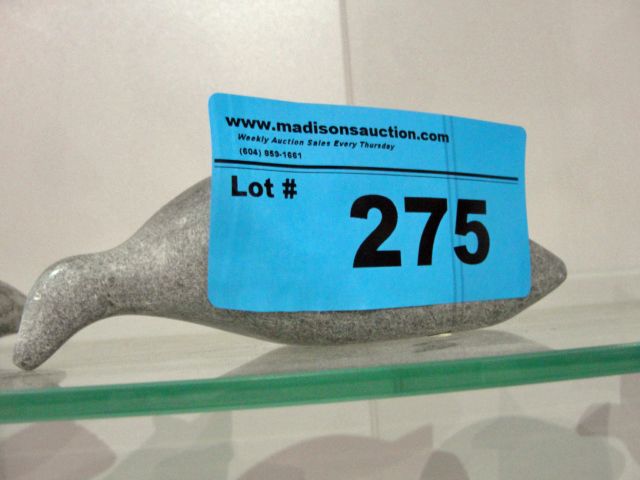 www.madisonsauction.com
Weekly Auction Sales Every Thursday
(604) 859-1661
Lot #
275